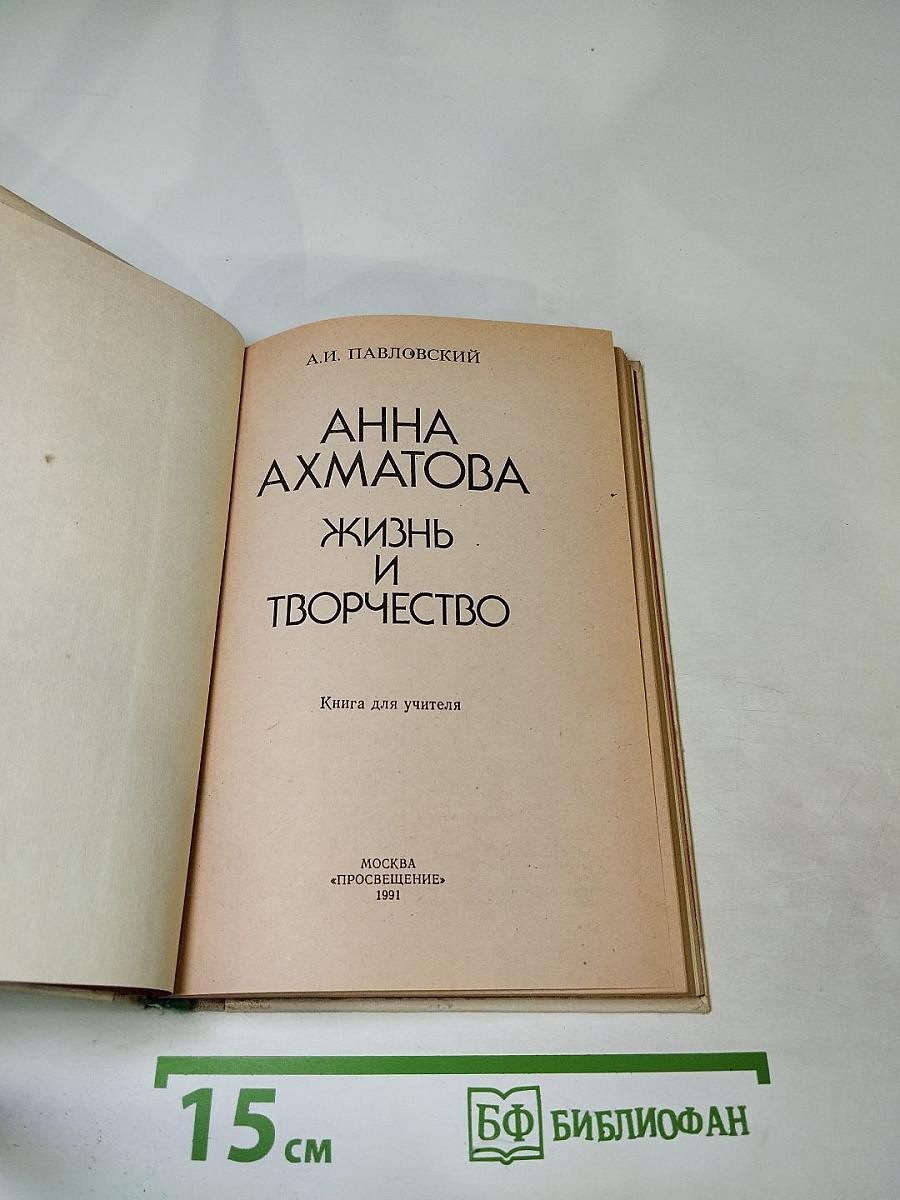 А.И. ПАВЛОВСКИЙ
АННА
АХМАТОВА
ЖИЗНЬ
И
ТВОРЧЕСТВО
Книга для учителя
МОСКВА
«ПРОСВЕЩЕНИЕ»
1991
15 см
БФ БИБЛИОФАН